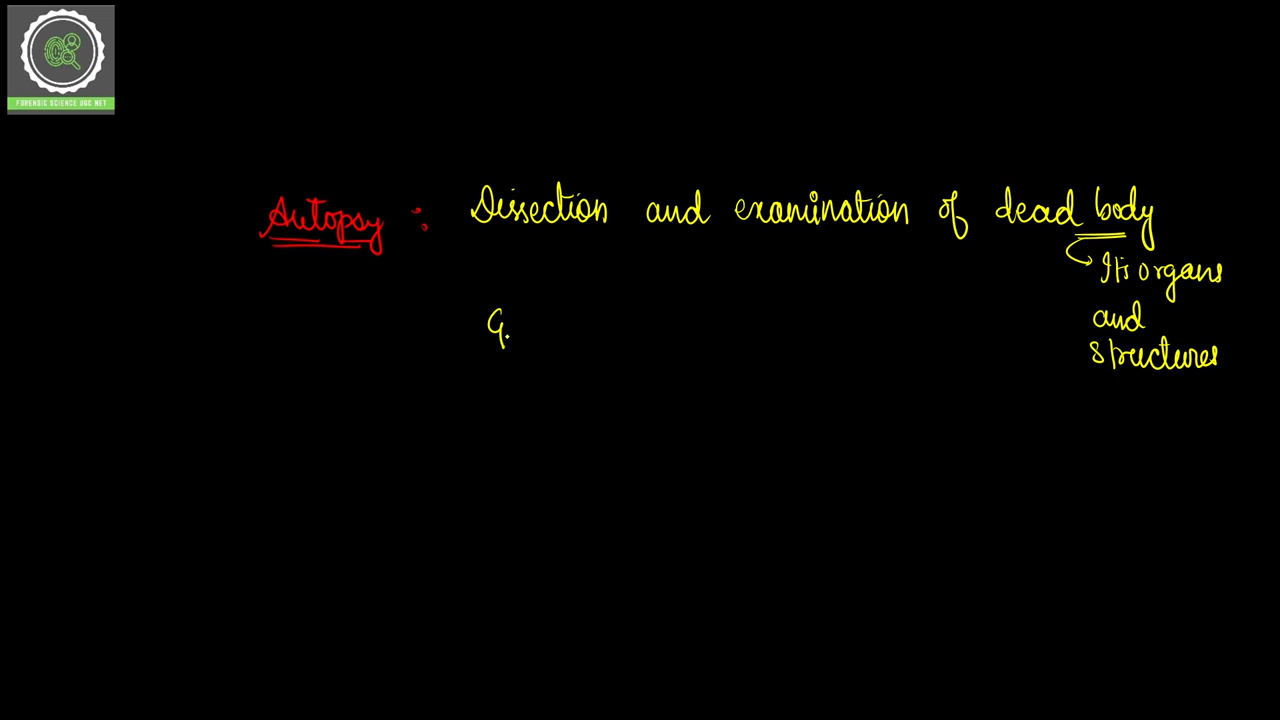 FORENSIC SCIENCE UGC NET
Autopsy : Dissection and examination of dead body
Its organs
and
structures
G.